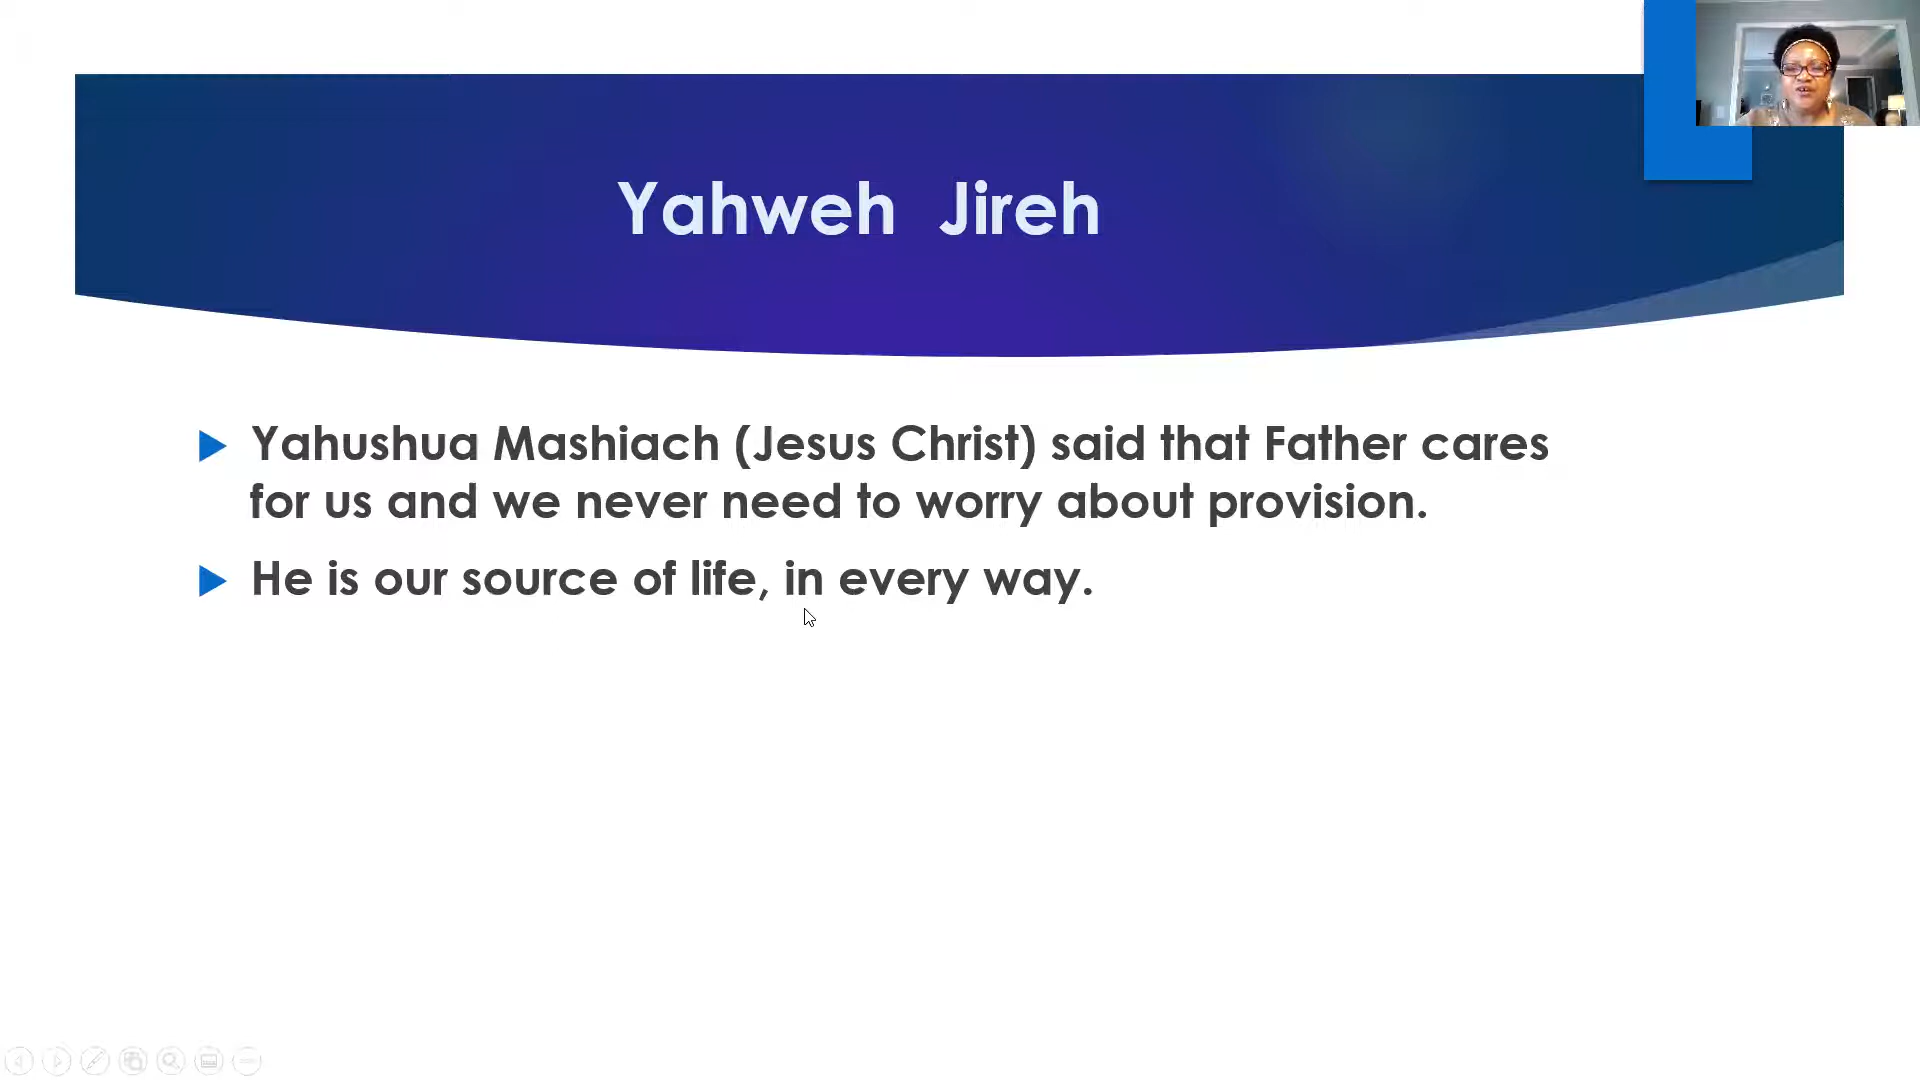 Yahweh Jireh
Yahushua Mashiach (Jesus Christ) said that Father cares
for us and we never need to worry about provision.
He is our source of life, in every way.